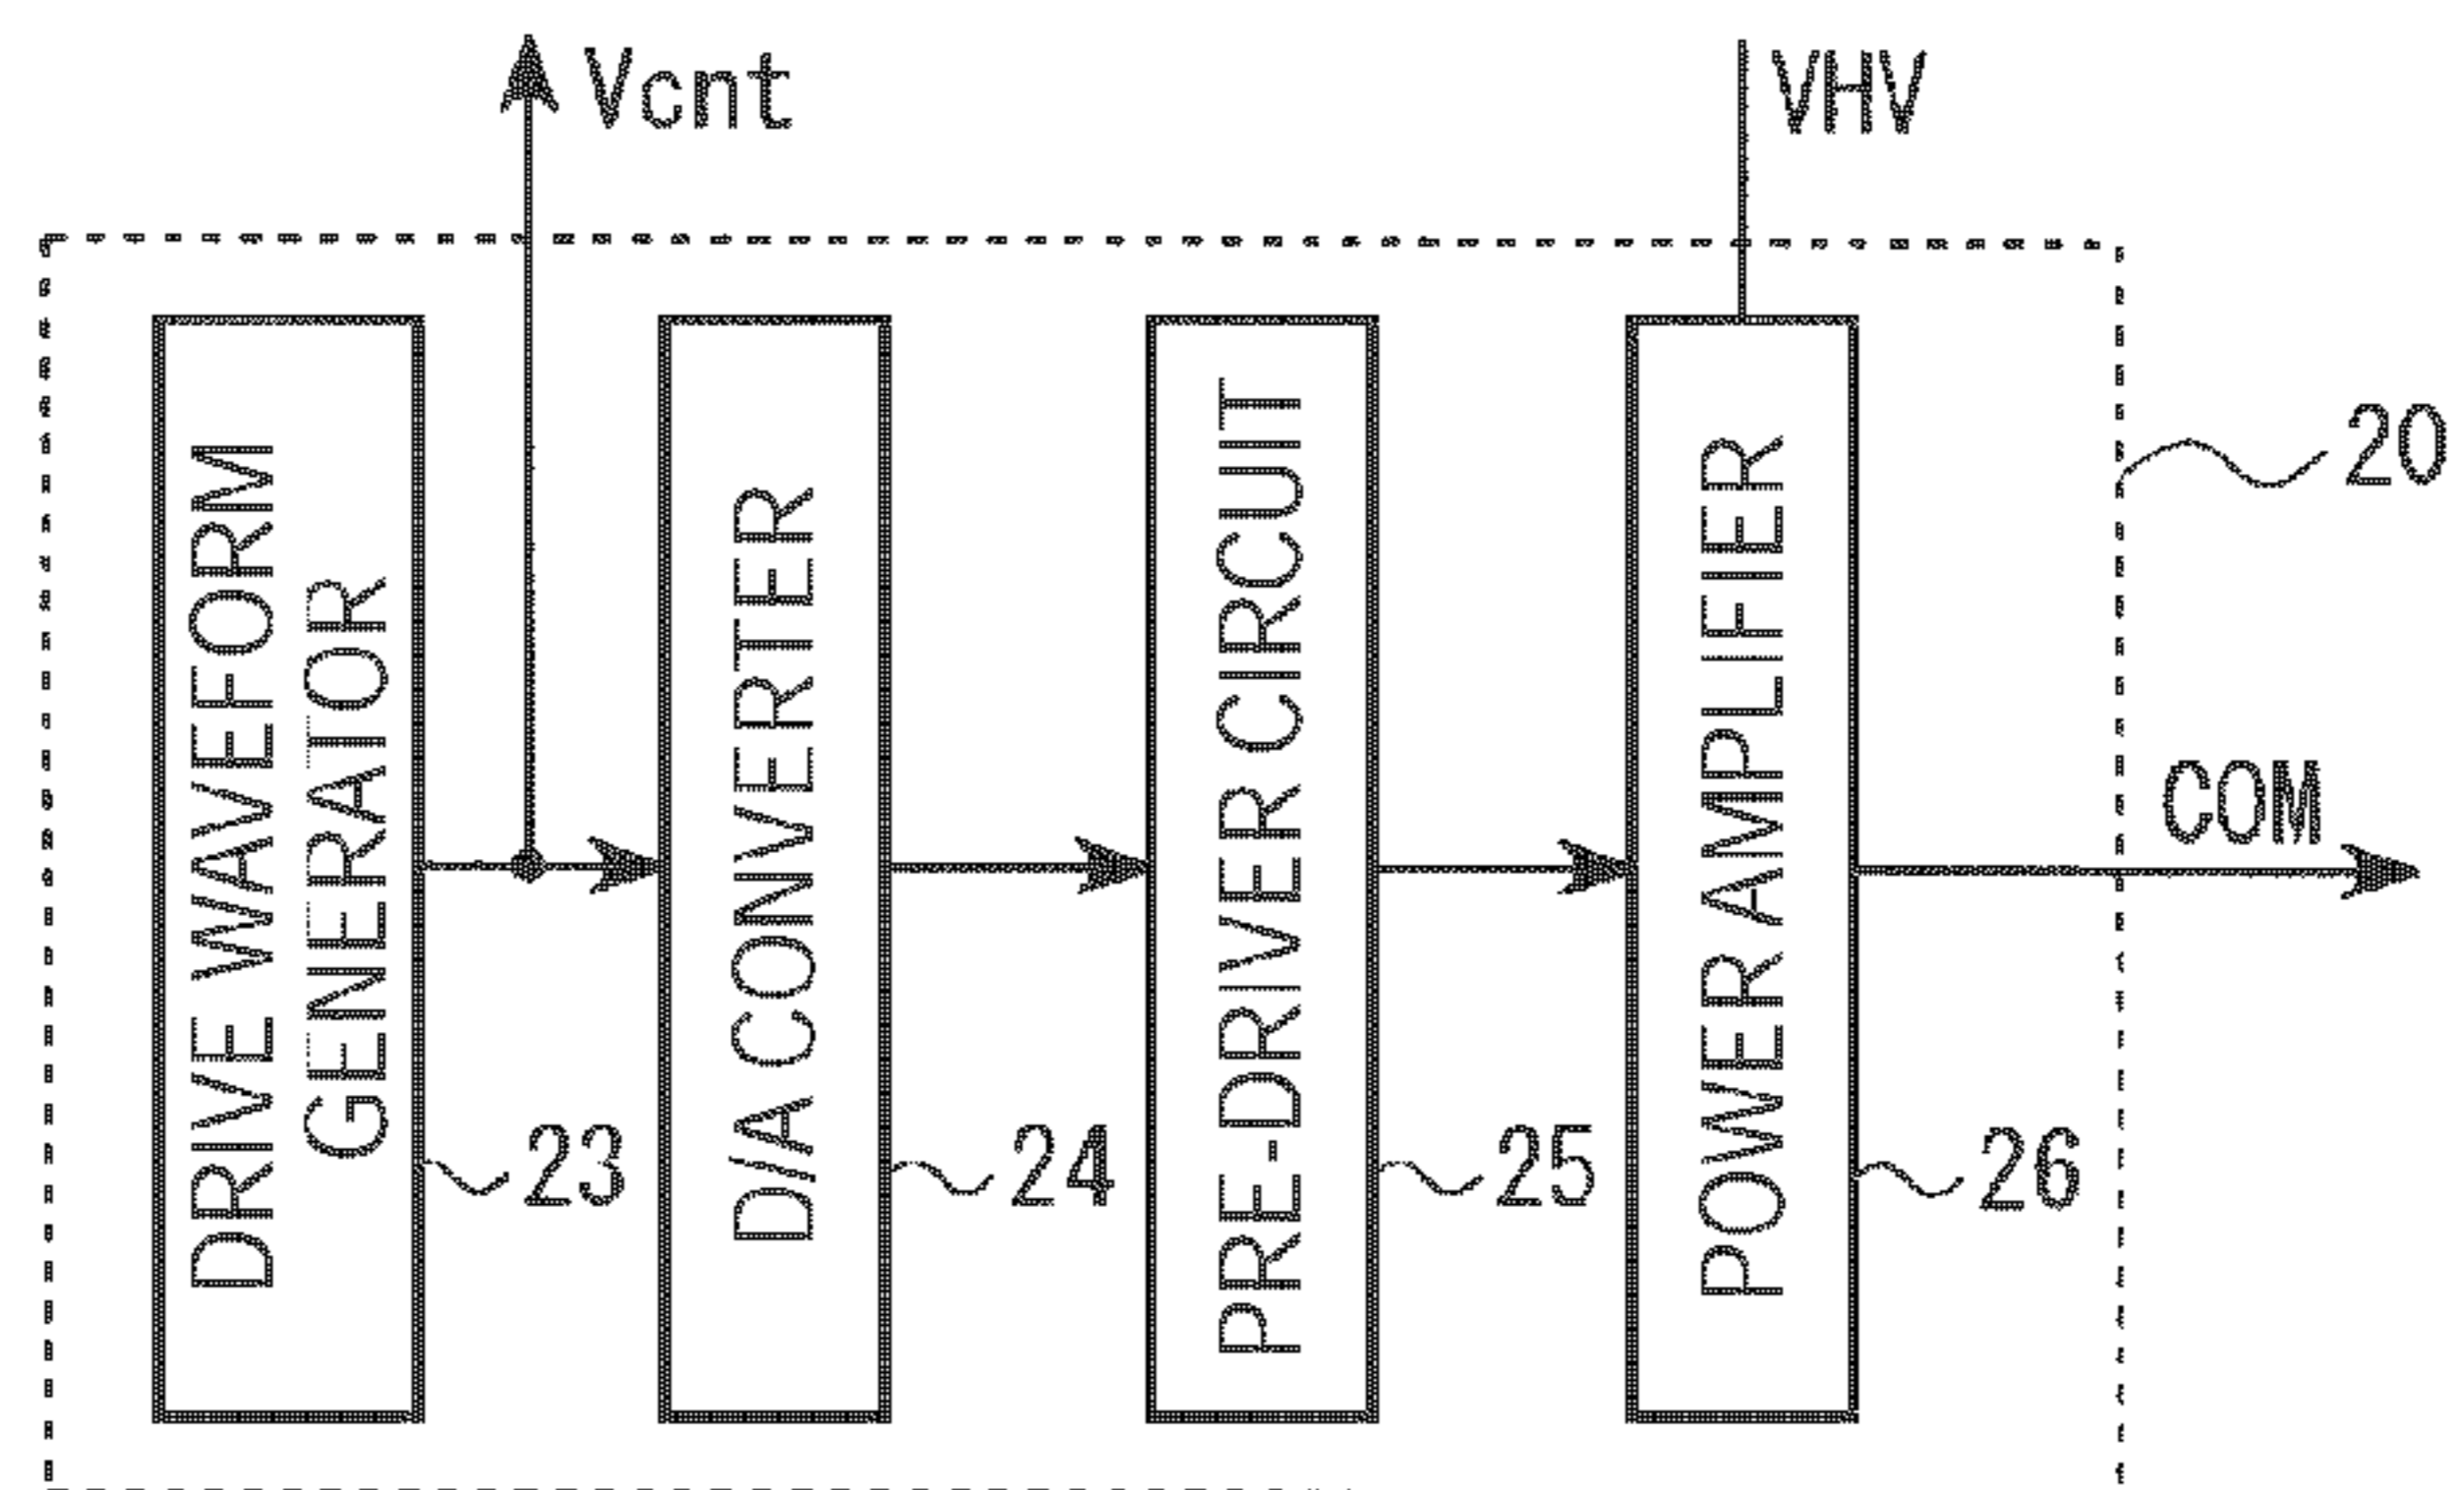 Vcnt
VHV
DRIVE WAVEFORM
GENERATOR
D/A CONVERTER
PRE-DRIVER CIRCUIT
POWER AMPLIFIER
20
COM
23
24
25
26